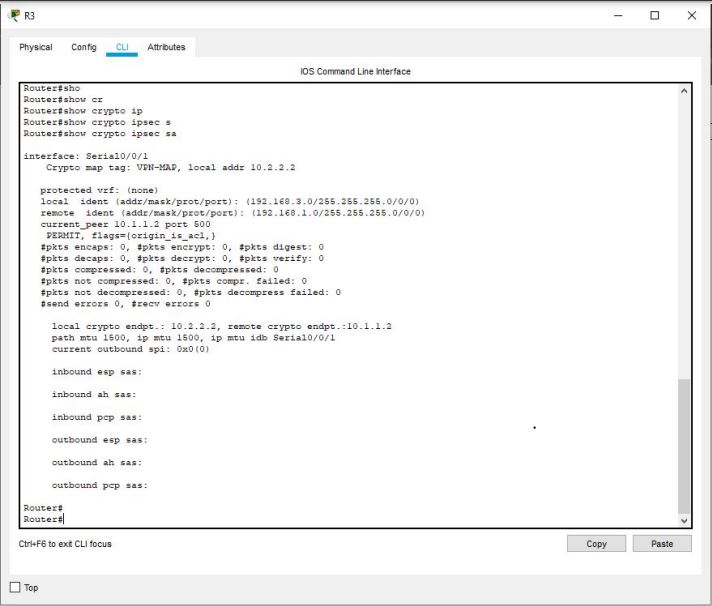 R3
Physical Config CLI Attributes
IOS Command Line Interface
Router#sho
Router#show cr
Router#show crypto ip
Router#show crypto ipsec s
Router#show crypto ipsec sa
interface: Serial0/0/1
Crypto map tag: VPN-MAP, local addr 10.2.2.2
protected vrf: (none)
local ident (addr/mask/prot/port): (192.168.3.0/255.255.255.0/0/0)
remote ident (addr/mask/prot/port): (192.168.1.0/255.255.255.0/0/0)
current_peer 10.1.1.2 port 500
PERMIT, flags={origin_is_acl,}
#pkts encaps: 0, #pkts encrypt: 0, #pkts digest: 0
#pkts decaps: 0, #pkts decrypt: 0, #pkts verify: 0
#pkts compressed: 0, #pkts decompressed: 0
#pkts not compressed: 0, #pkts compr. failed: 0
#pkts not decompressed: 0, #pkts decompress failed: 0
#send errors 0, #recv errors 0
local crypto endpt.: 10.2.2.2, remote crypto endpt.:10.1.1.2
path mtu 1500, ip mtu 1500, ip mtu idb Serial0/0/1
current outbound spi: 0x0(0)
inbound esp sas:
inbound ah sas:
inbound pcp sas:
outbound esp sas:
outbound ah sas:
outbound pcp sas:
Router#
Router#
Ctrl+F6 to exit CLI focus
Copy Paste
Top